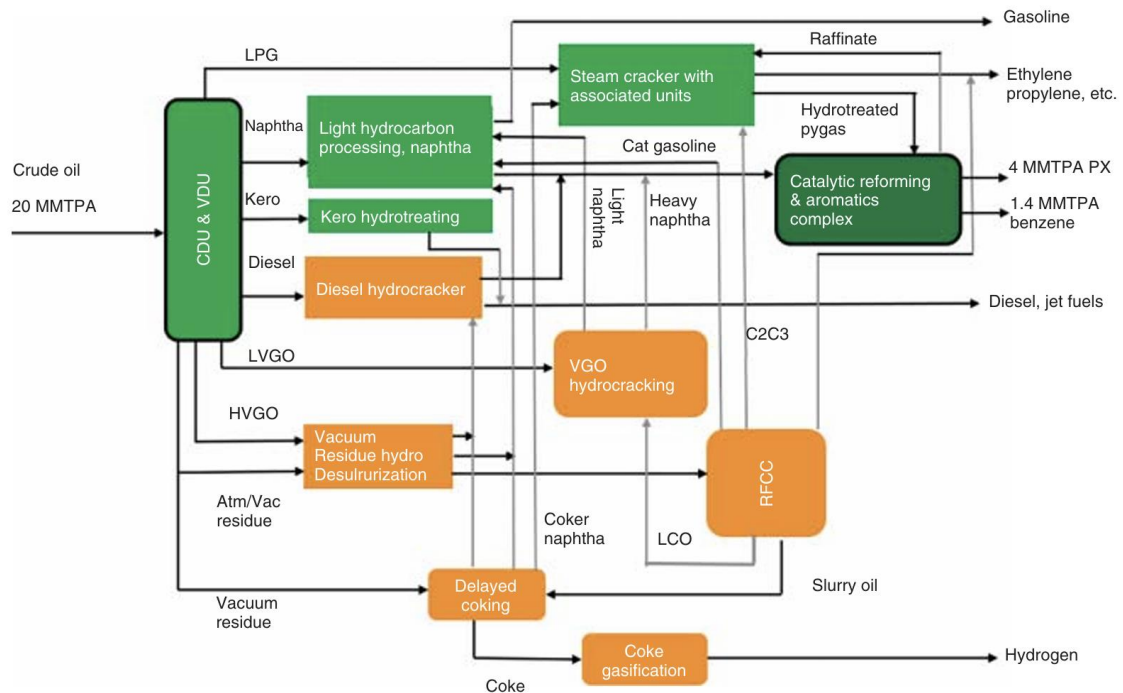 Gasoline
LPG
Raffinate
Steam cracker with
associated units
Ethylene
propylene, etc.
Naphtha
Light hydrocarbon
processing, naphtha
Hydrotreated
pygas
Cat gasoline
Crude oil
20 MMTPA
CDU & VDU
Kero
Kero hydrotreating
Light
naphtha
Heavy
naphtha
Catalytic reforming
& aromatics
complex
4 MMTPA PX
1.4 MMTPA
benzene
Diesel
Diesel hydrocracker
Diesel, jet fuels
C2C3
LVGO
VGO
hydrocracking
HVGO
Vacuum
Residue hydro
Desulrurization
RFCC
Atm/Vac
residue
Coker
naphtha
LCO
Delayed
coking
Slurry oil
Vacuum
residue
Coke
gasification
Hydrogen
Coke